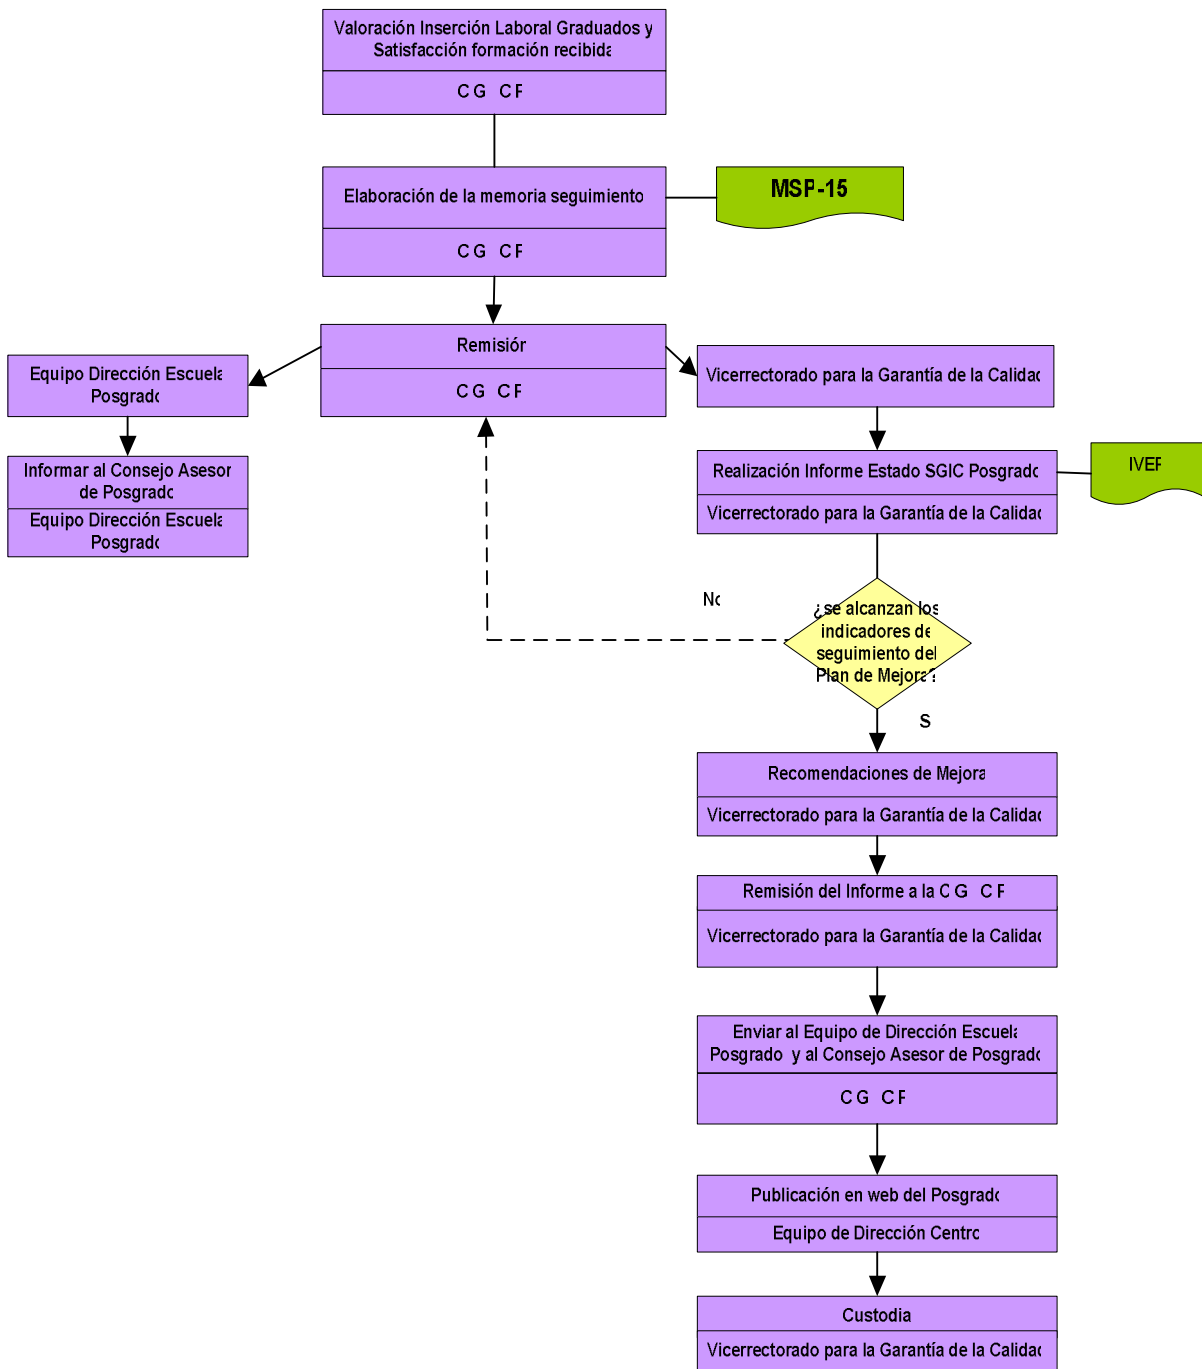 Valoración Inserción Laboral Graduados y
Satisfacción formación recibida
C G C P
Elaboración de la memoria seguimiento
MSP-15
C G C P
Remisión
C G C P
Equipo Dirección Escuela
Posgrado
Vicerrectorado para la Garantía de la Calidad
Informar al Consejo Asesor
de Posgrado
Equipo Dirección Escuela
Posgrado
Realización Informe Estado SGIC Posgrado
Vicerrectorado para la Garantía de la Calidad
IVEP
No
¿se alcanzan los
indicadores de
seguimiento del
Plan de Mejora?
S
Recomendaciones de Mejora
Vicerrectorado para la Garantía de la Calidad
Remisión del Informe a la C G C P
Vicerrectorado para la Garantía de la Calidad
Enviar al Equipo de Dirección Escuela
Posgrado y al Consejo Asesor de Posgrado
C G C P
Publicación en web del Posgrado
Equipo de Dirección Centro
Custodia
Vicerrectorado para la Garantía de la Calidad